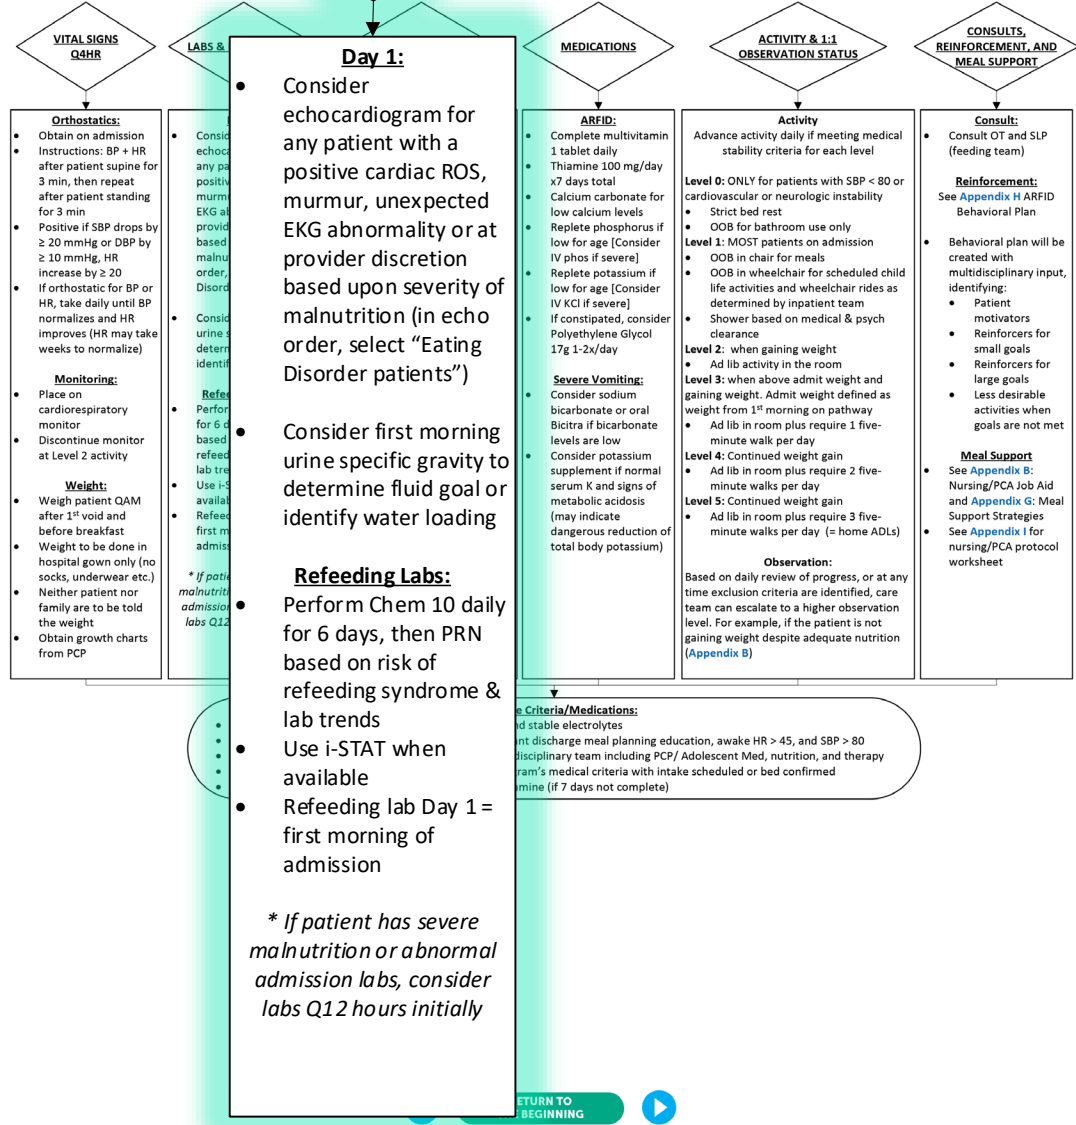 VITAL SIGNS
Q4HR
LABS &
MEDICATIONS
ACTIVITY & 1:1
OBSERVATION STATUS
CONSULTS,
REINFORCEMENT, AND
MEAL SUPPORT
Orthostatics:
• Obtain on admission
• Instructions: BP + HR
after patient supine for
3 min, then repeat
after patient standing
for 3 min
• Positive if SBP drops by
≥ 20 mmHg or DBP by
≥ 10 mmHg, HR
increase by ≥ 20
• If orthostatic for BP or
HR, take daily until BP
normalizes and HR
improves (HR may take
weeks to normalize)
Monitoring:
• Place on
cardiorespiratory
monitor
• Discontinue monitor
at Level 2 activity
Weight:
• Weigh patient QAM
after 1st void and
before breakfast
• Weight to be done in
hospital gown only (no
socks, underwear etc.)
• Neither patient nor
family are to be told
the weight
• Obtain growth charts
from PCP
Day 1:
• Consider
echocardiogram for
any patient with a
positive cardiac ROS,
murmur, unexpected
EKG abnormality or at
provider discretion
based upon severity of
malnutrition (in echo
order, select “Eating
Disorder patients”)
• Consider first morning
urine specific gravity to
determine fluid goal or
identify water loading
Refeeding Labs:
• Perform Chem 10 daily
for 6 days, then PRN
based on risk of
refeeding syndrome &
lab trends
• Use i-STAT when
available
• Refeeding lab Day 1 =
first morning of
admission
* If patient has severe
malnutrition or abnormal
admission labs, consider
labs Q12 hours initially
ARFID:
• Complete multivitamin
1 tablet daily
• Thiamine 100 mg/day
x7 days total
• Calcium carbonate for
low calcium levels
• Replete phosphorus if
low for age [Consider
IV phos if severe]
• Replete potassium if
low for age [Consider
IV KCl if severe]
• If constipated, consider
Polyethylene Glycol
17g 1-2x/day
Severe Vomiting:
• Consider sodium
bicarbonate or oral
Bicitra if bicarbonate
levels are low
• Consider potassium
supplement if normal
serum K and signs of
metabolic acidosis
(may indicate
dangerous reduction of
total body potassium)
Activity
Advance activity daily if meeting medical
stability criteria for each level
Level 0: ONLY for patients with SBP < 80 or
cardiovascular or neurologic instability
• Strict bed rest
• OOB for bathroom use only
Level 1: MOST patients on admission
• OOB in chair for meals
• OOB in wheelchair for scheduled child
life activities and wheelchair rides as
determined by inpatient team
• Shower based on medical & psych
clearance
Level 2: when gaining weight
• Ad lib activity in the room
Level 3: when above admit weight and
gaining weight. Admit weight defined as
weight from 1st morning on pathway
• Ad lib in room plus require 1 five-
minute walk per day
Level 4: Continued weight gain
• Ad lib in room plus require 2 five-
minute walks per day
Level 5: Continued weight gain
• Ad lib in room plus require 3 five-
minute walks per day (= home ADLs)
Observation:
Based on daily review of progress, or at any
time exclusion criteria are identified, care
team can escalate to a higher observation
level. For example, if the patient is not
gaining weight despite adequate nutrition
(Appendix B)
Consult:
• Consult OT and SLP
(feeding team)
Reinforcement:
See Appendix H ARFID
Behavioral Plan
• Behavioral plan will be
created with
multidisciplinary input,
identifying:
• Patient
motivators
• Reinforcers for
small goals
• Reinforcers for
large goals
• Less desirable
activities when
goals are not met
Meal Support
• See Appendix B:
Nursing/PCA Job Aid
and Appendix G: Meal
Support Strategies
• See Appendix I for
nursing/PCA protocol
worksheet
Criteria/Medications:
stable electrolytes
discharge meal planning education, awake HR > 45, and SBP > 80
disciplinary team including PCP/ Adolescent Med, nutrition, and therapy
medical criteria with intake scheduled or bed confirmed
(if 7 days not complete)
TO
BEGINNING